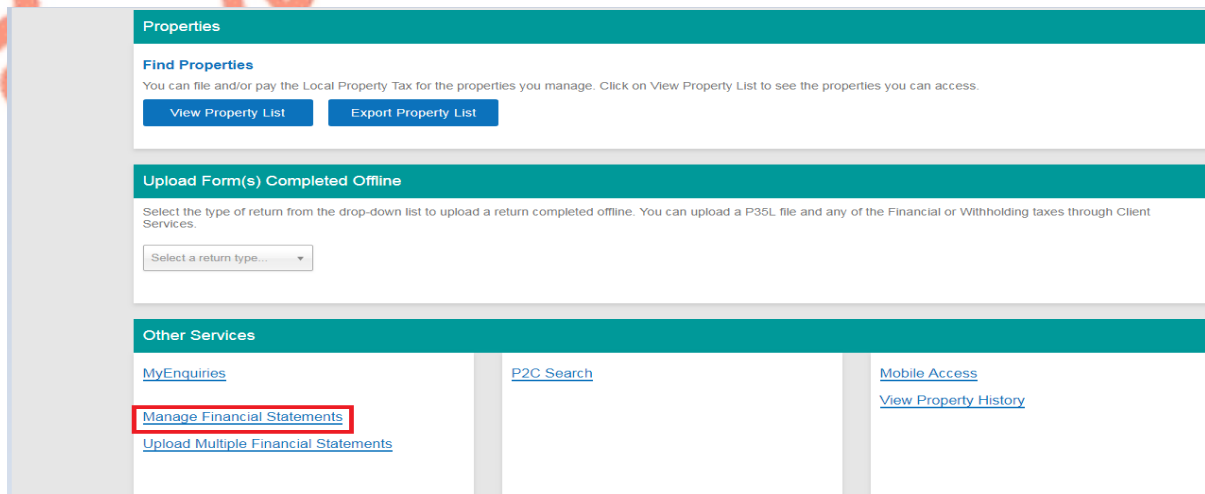 Properties
Find Properties
You can file and/or pay the Local Property Tax for the properties you manage. Click on View Property List to see the properties you can access.
View Property List
Export Property List
Upload Form(s) Completed Offline
Select the type of return from the drop-down list to upload a return completed offline. You can upload a P35L file and any of the Financial or Withholding taxes through Client
Services.
Select a return type...
Other Services
MyEnquiries
Manage Financial Statements
Upload Multiple Financial Statements
P2C Search
Mobile Access
View Property History